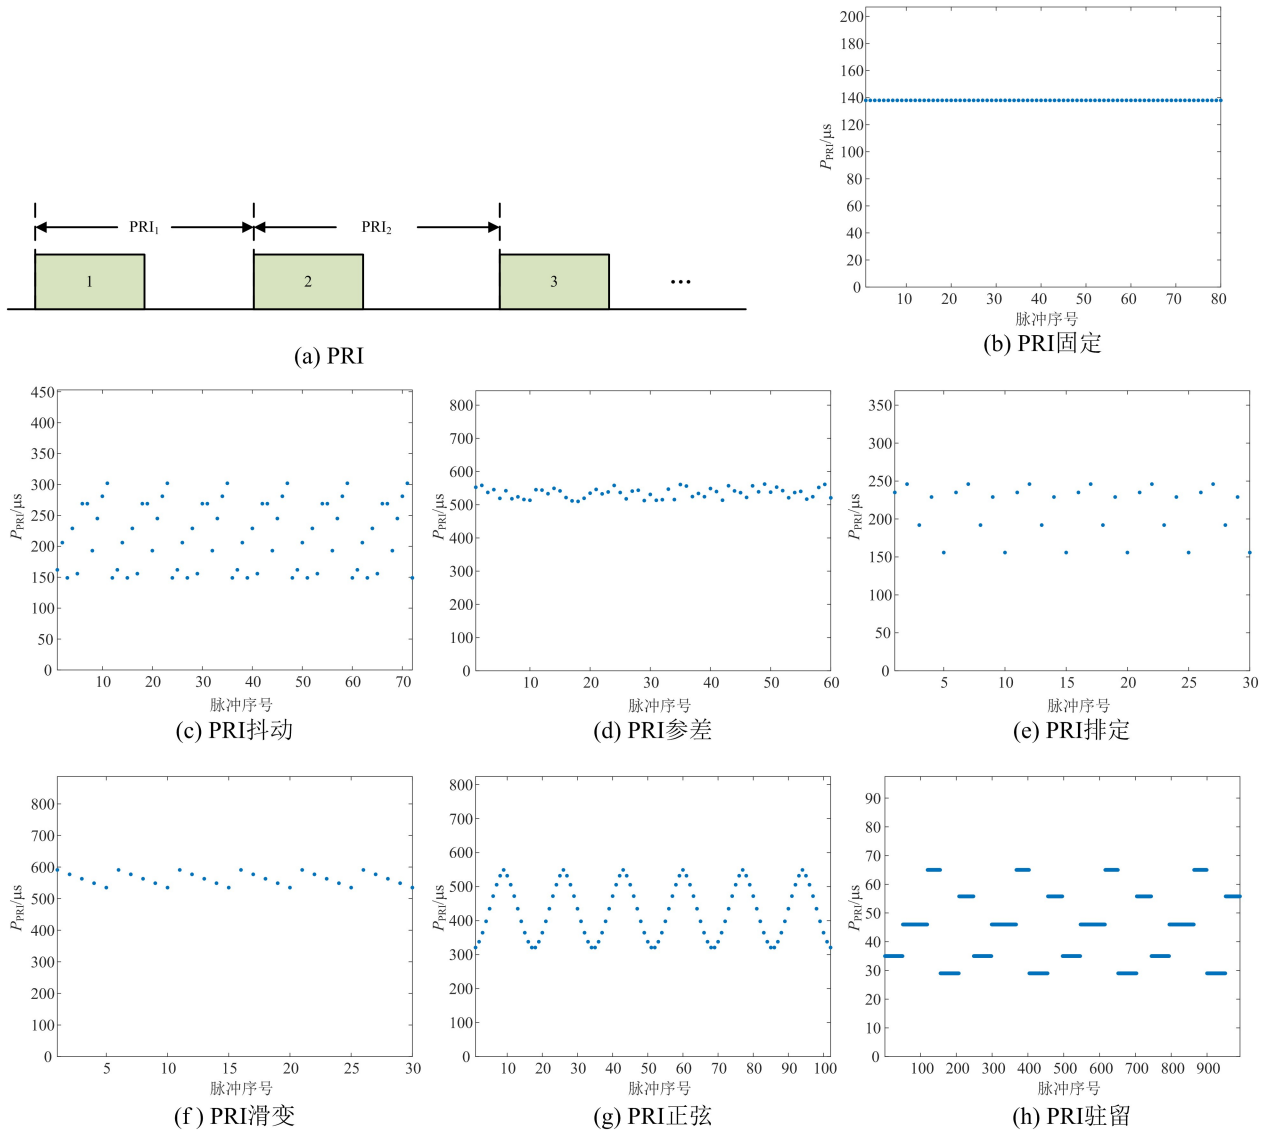 PRI₁
PRI₂
1
2
3
...
(a) PRI
200
180
160
140
120
100
80
60
40
20
0
P_PRI/μs
10 20 30 40 50 60 70 80
脉冲序号
(b) PRI固定
450
400
350
300
250
200
150
100
50
0
P_PRI/μs
10 20 30 40 50 60 70
脉冲序号
(c) PRI抖动
800
700
600
500
400
300
200
100
0
P_PRI/μs
10 20 30 40 50 60
脉冲序号
(d) PRI参差
350
300
250
200
150
100
50
0
P_PRI/μs
5 10 15 20 25 30
脉冲序号
(e) PRI排定
800
700
600
500
400
300
200
100
0
P_PRI/μs
5 10 15 20 25 30
脉冲序号
(f ) PRI滑变
800
700
600
500
400
300
200
100
0
P_PRI/μs
10 20 30 40 50 60 70 80 90 100
脉冲序号
(g) PRI正弦
90
80
70
60
50
40
30
20
10
0
P_PRI/μs
100 200 300 400 500 600 700 800 900
脉冲序号
(h) PRI驻留